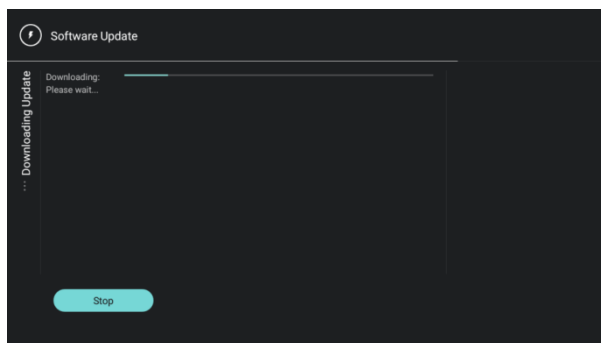 Software Update
Downloading:
Please wait...
... Downloading Update
Stop